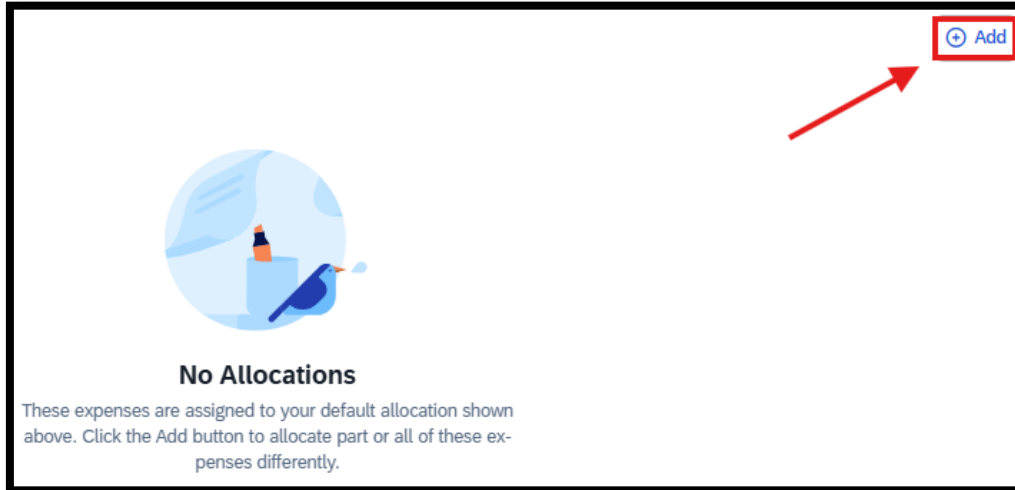 Add
No Allocations
These expenses are assigned to your default allocation shown
above. Click the Add button to allocate part or all of these ex-
penses differently.